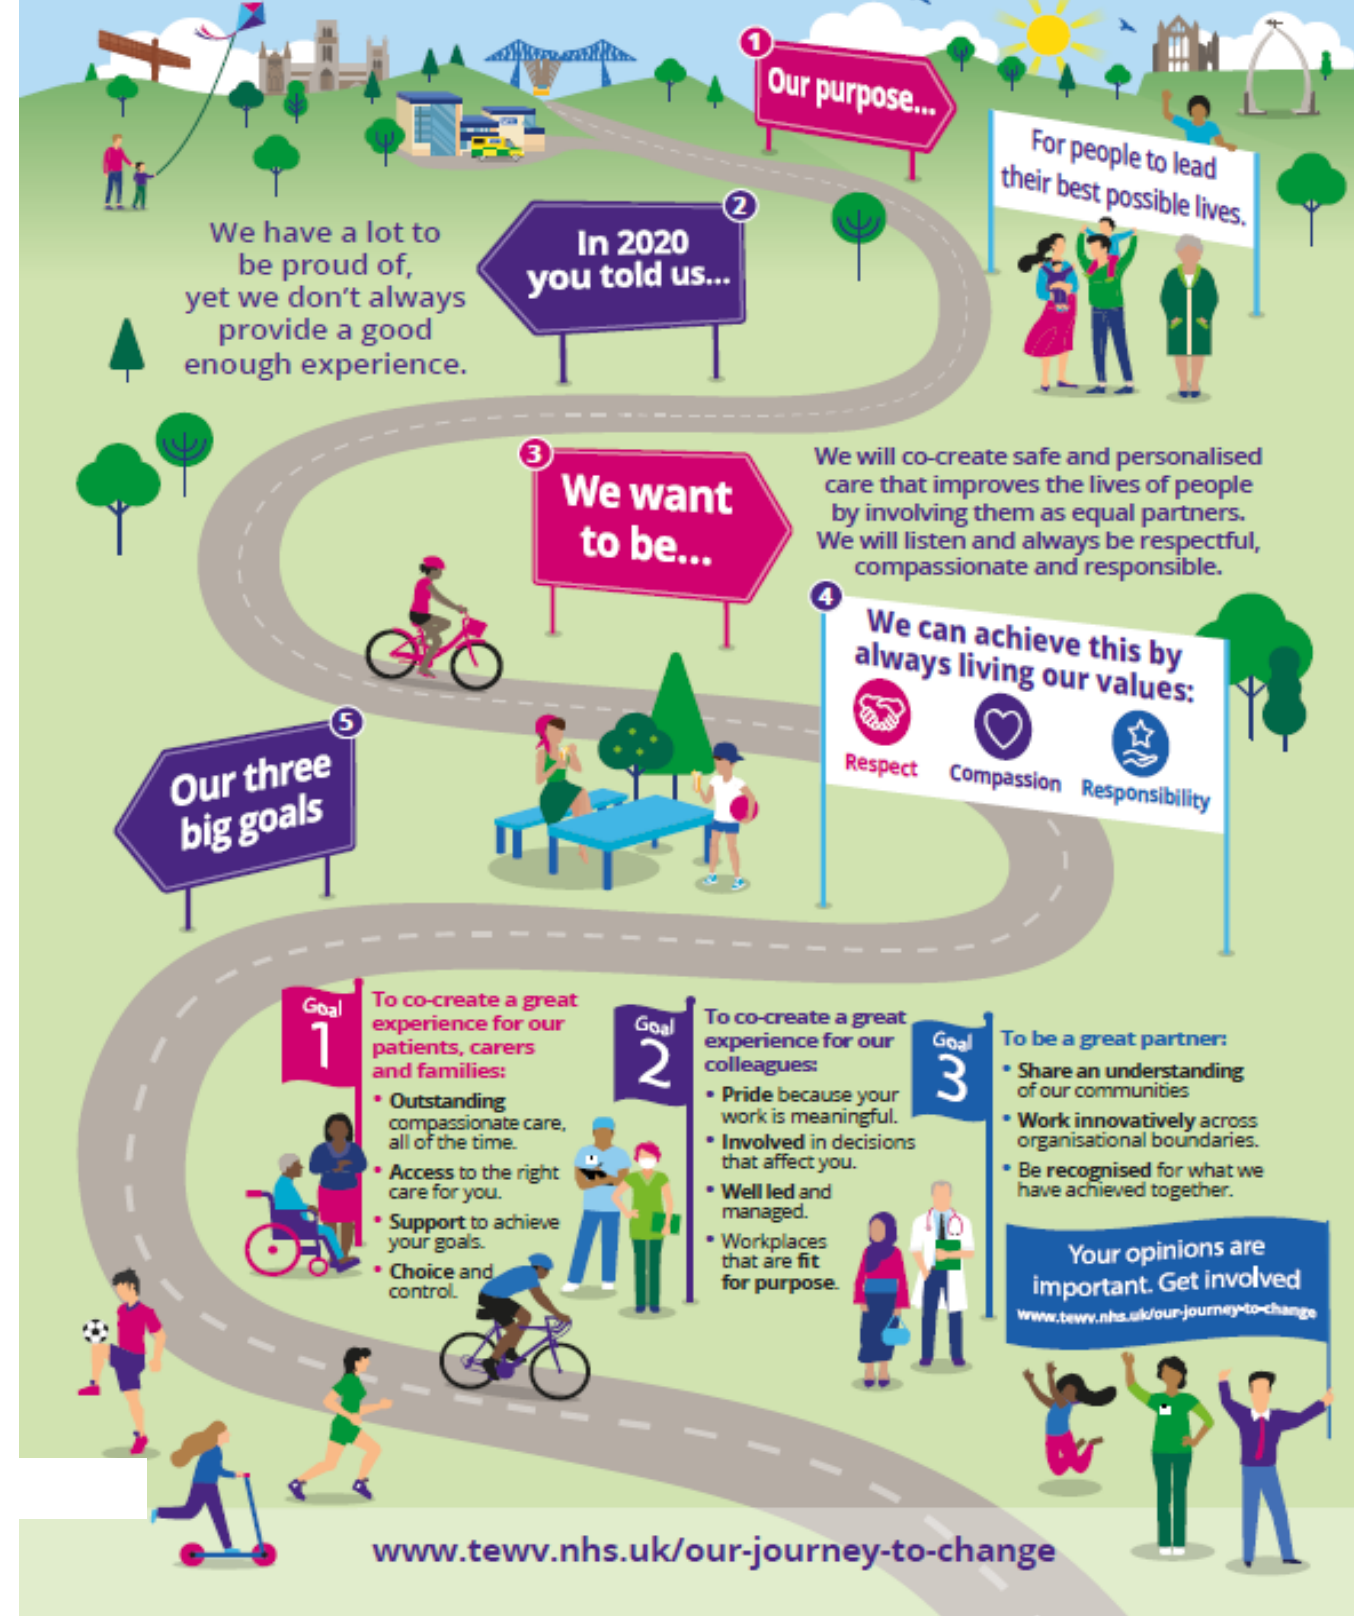 1
Our purpose...
For people to lead
their best possible lives.
2
In 2020
you told us...
We have a lot to
be proud of,
yet we don't always
provide a good
enough experience.
3
We want
to be...
We will co-create safe and personalised
care that improves the lives of people
by involving them as equal partners.
We will listen and always be respectful,
compassionate and responsible.
4
We can achieve this by
always living our values:
Respect
Compassion
Responsibility
5
Our three
big goals
Goal
1
To co-create a great
experience for our
patients, carers
and families:
• Outstanding
compassionate care,
all of the time.
• Access to the right
care for you.
• Support to achieve
your goals.
• Choice and
control.
Goal
2
To co-create a great
experience for our
colleagues:
• Pride because your
work is meaningful.
• Involved in decisions
that affect you.
• Well led and
managed.
• Workplaces
that are fit
for purpose.
Goal
3
To be a great partner:
• Share an understanding
of our communities
• Work innovatively across
organisational boundaries.
• Be recognised for what we
have achieved together.
Your opinions are
important. Get involved
www.tewv.nhs.uk/our-journey-to-change
www.tewv.nhs.uk/our-journey-to-change